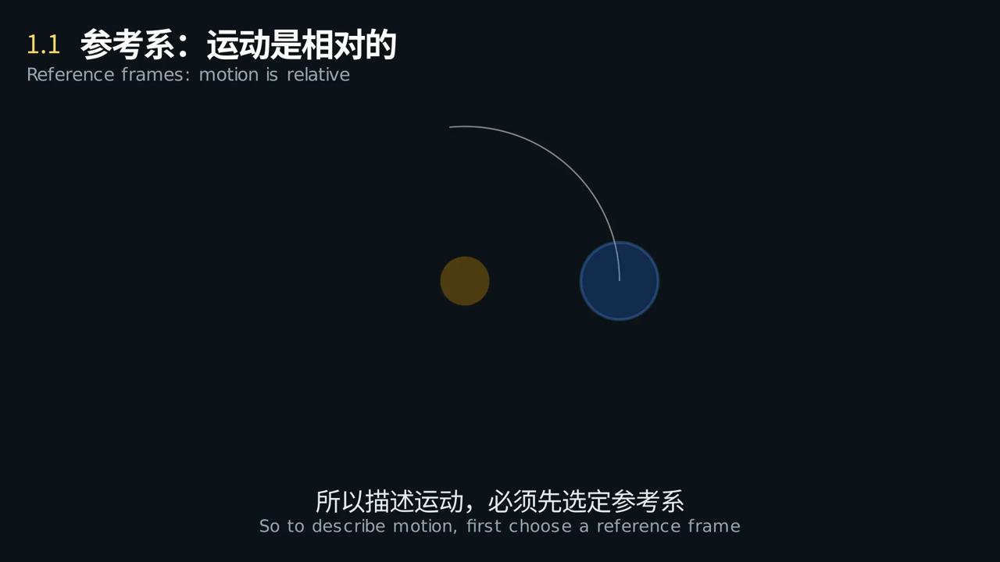 1.1 参考系：运动是相对的
Reference frames: motion is relative
所以描述运动，必须先选定参考系
So to describe motion, first choose a reference frame